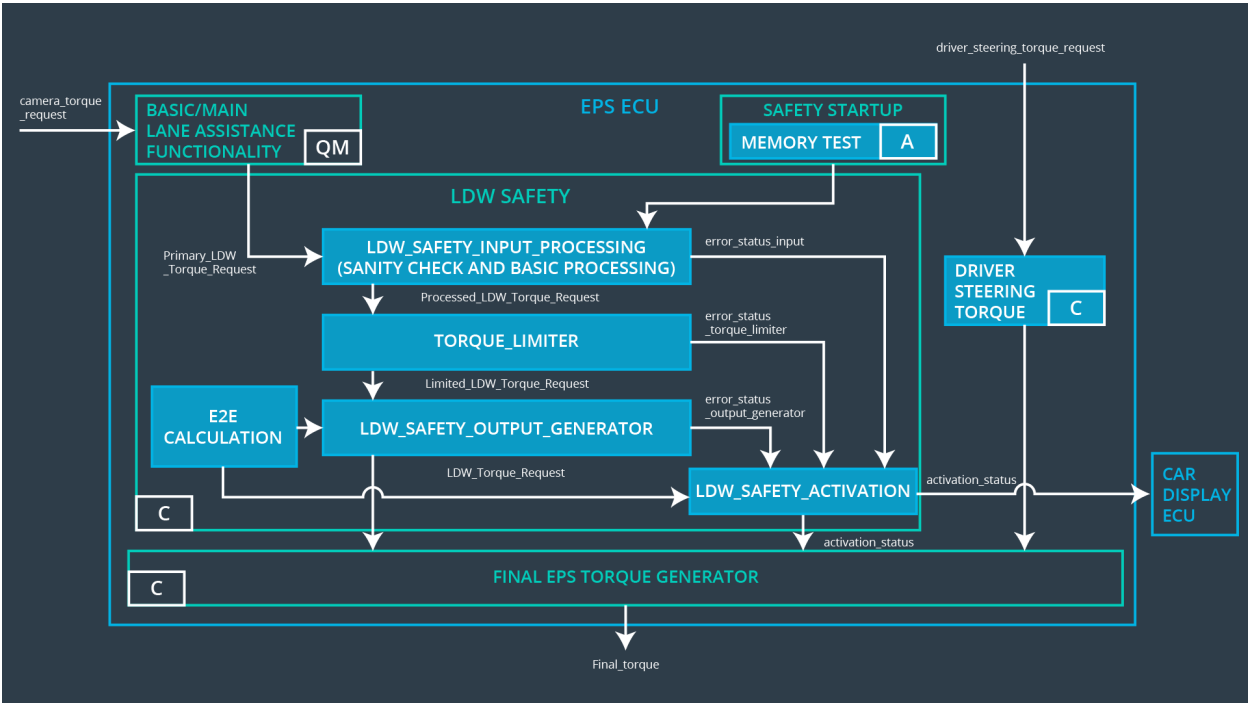 driver_steering_torque_request
camera_torque
_request
EPS ECU
BASIC/MAIN
LANE ASSISTANCE
FUNCTIONALITY
QM
SAFETY STARTUP
MEMORY TEST
A
LDW SAFETY
Primary_LDW
_Torque_Request
LDW_SAFETY_INPUT_PROCESSING
(SANITY CHECK AND BASIC PROCESSING)
error_status_input
DRIVER
STEERING
TORQUE
C
Processed_LDW_Torque_Request
TORQUE_LIMITER
error_status
_torque_limiter
Limited_LDW_Torque_Request
E2E
CALCULATION
LDW_SAFETY_OUTPUT_GENERATOR
error_status
_output_generator
LDW_Torque_Request
LDW_SAFETY_ACTIVATION
activation_status
CAR
DISPLAY
ECU
C
activation_status
FINAL EPS TORQUE GENERATOR
C
Final_torque